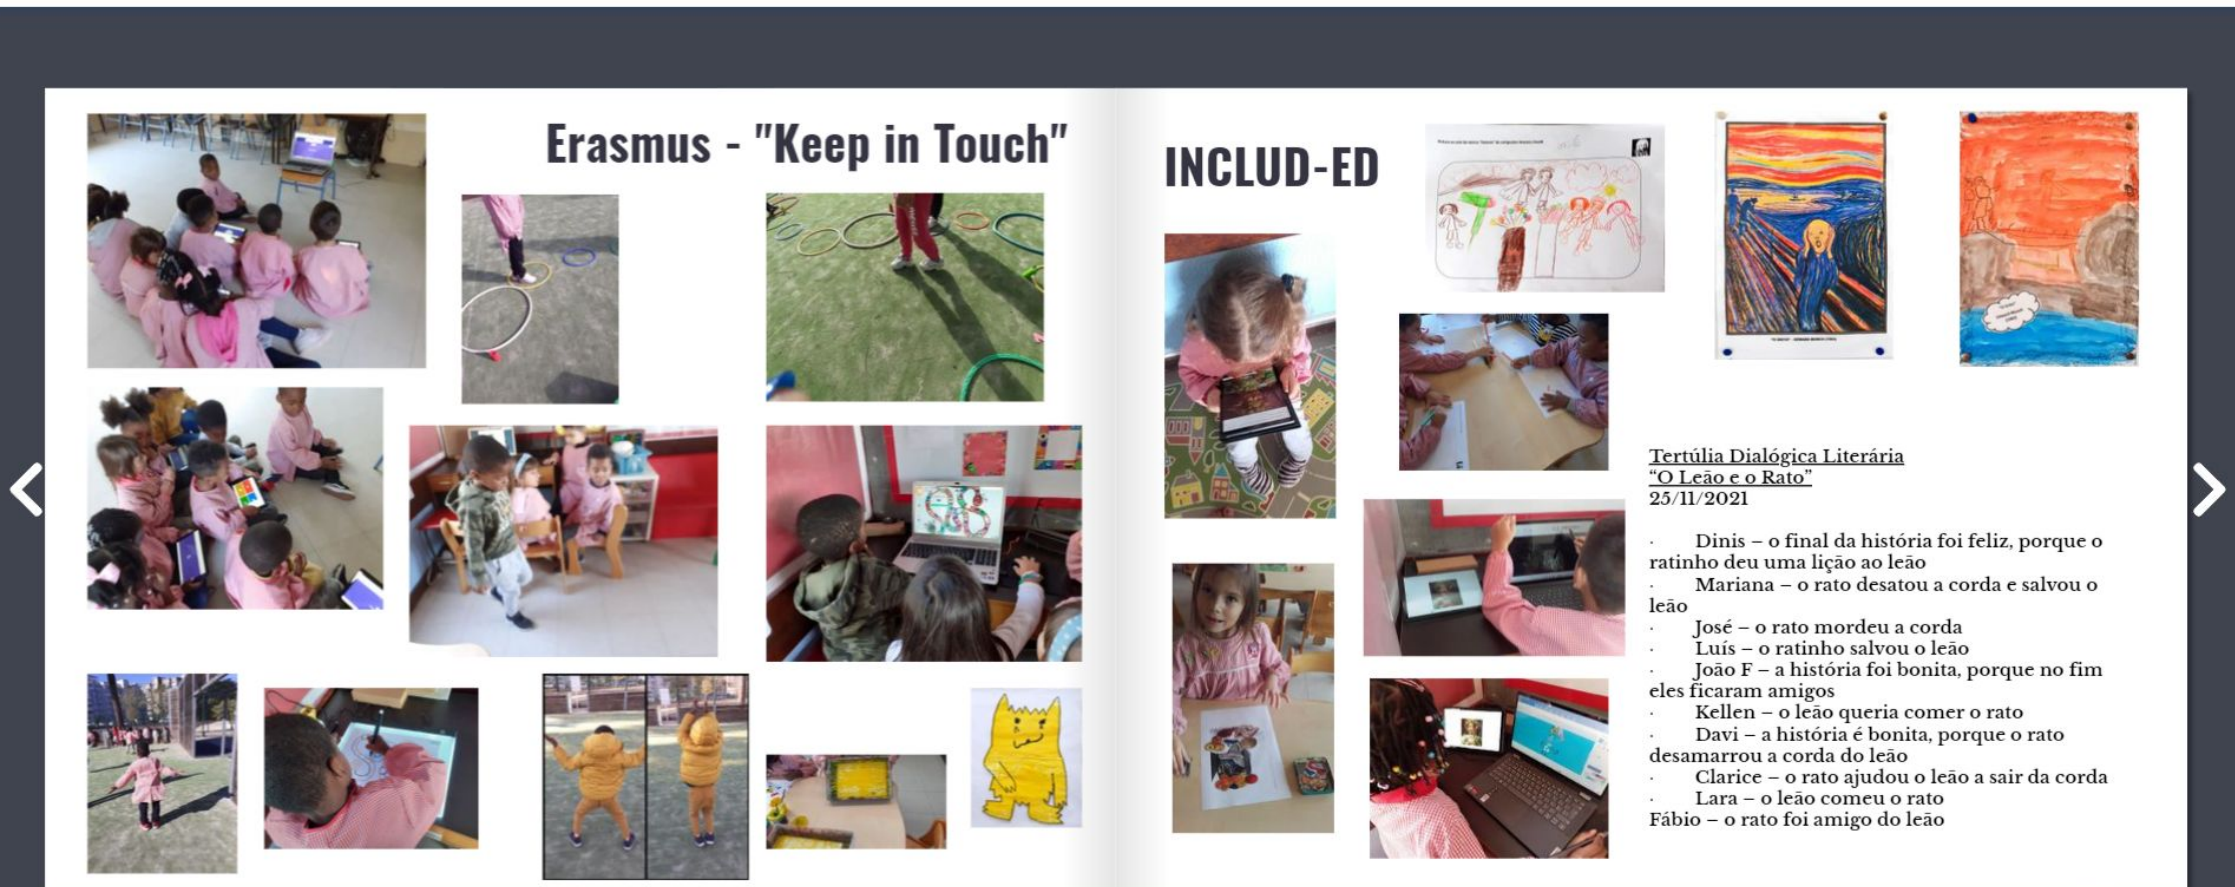 Erasmus - "Keep in Touch"
INCLUD-ED
Tertúlia Dialógica Literária
“O Leão e o Rato”
25/11/2021
· Dinis – o final da história foi feliz, porque o
ratinho deu uma lição ao leão
· Mariana – o rato desatou a corda e salvou o
leão
· José – o rato mordeu a corda
· Luís – o ratinho salvou o leão
· João F – a história foi bonita, porque no fim
eles ficaram amigos
· Kellen – o leão queria comer o rato
· Davi – a história é bonita, porque o rato
desamarrou a corda do leão
· Clarice – o rato ajudou o leão a sair da corda
· Lara – o leão comeu o rato
Fábio – o rato foi amigo do leão